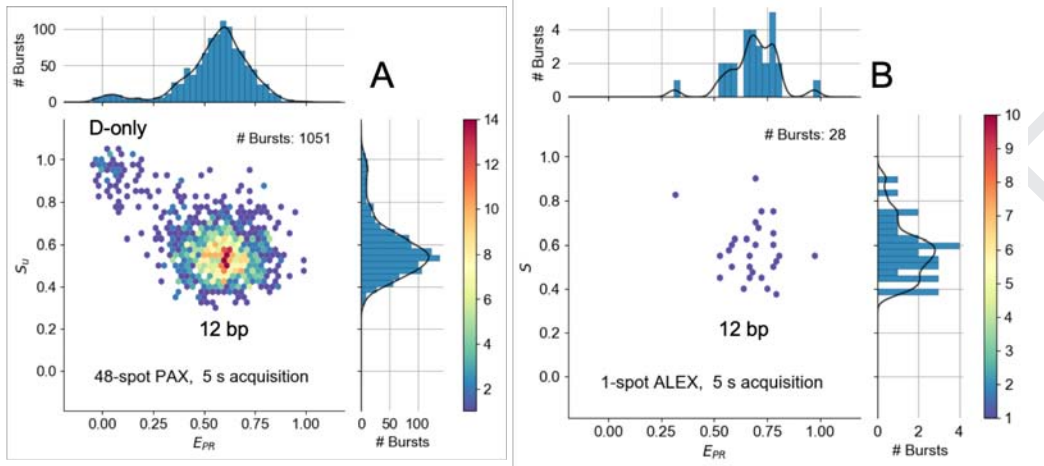 # Bursts
100
50
0
A
D-only
# Bursts: 1051
1.0
0.8
0.6
0.4
0.2
0.0
S_u
12 bp
48-spot PAX, 5 s acquisition
0.00 0.25 0.50 0.75 1.00
E_PR
0 50 100
# Bursts
14
12
10
8
6
4
2
# Bursts
4
2
0
B
# Bursts: 28
1.0
0.8
0.6
0.4
0.2
0.0
S
12 bp
1-spot ALEX, 5 s acquisition
0.00 0.25 0.50 0.75 1.00
E_PR
0 2 4
# Bursts
10
9
8
7
6
5
4
3
2
1